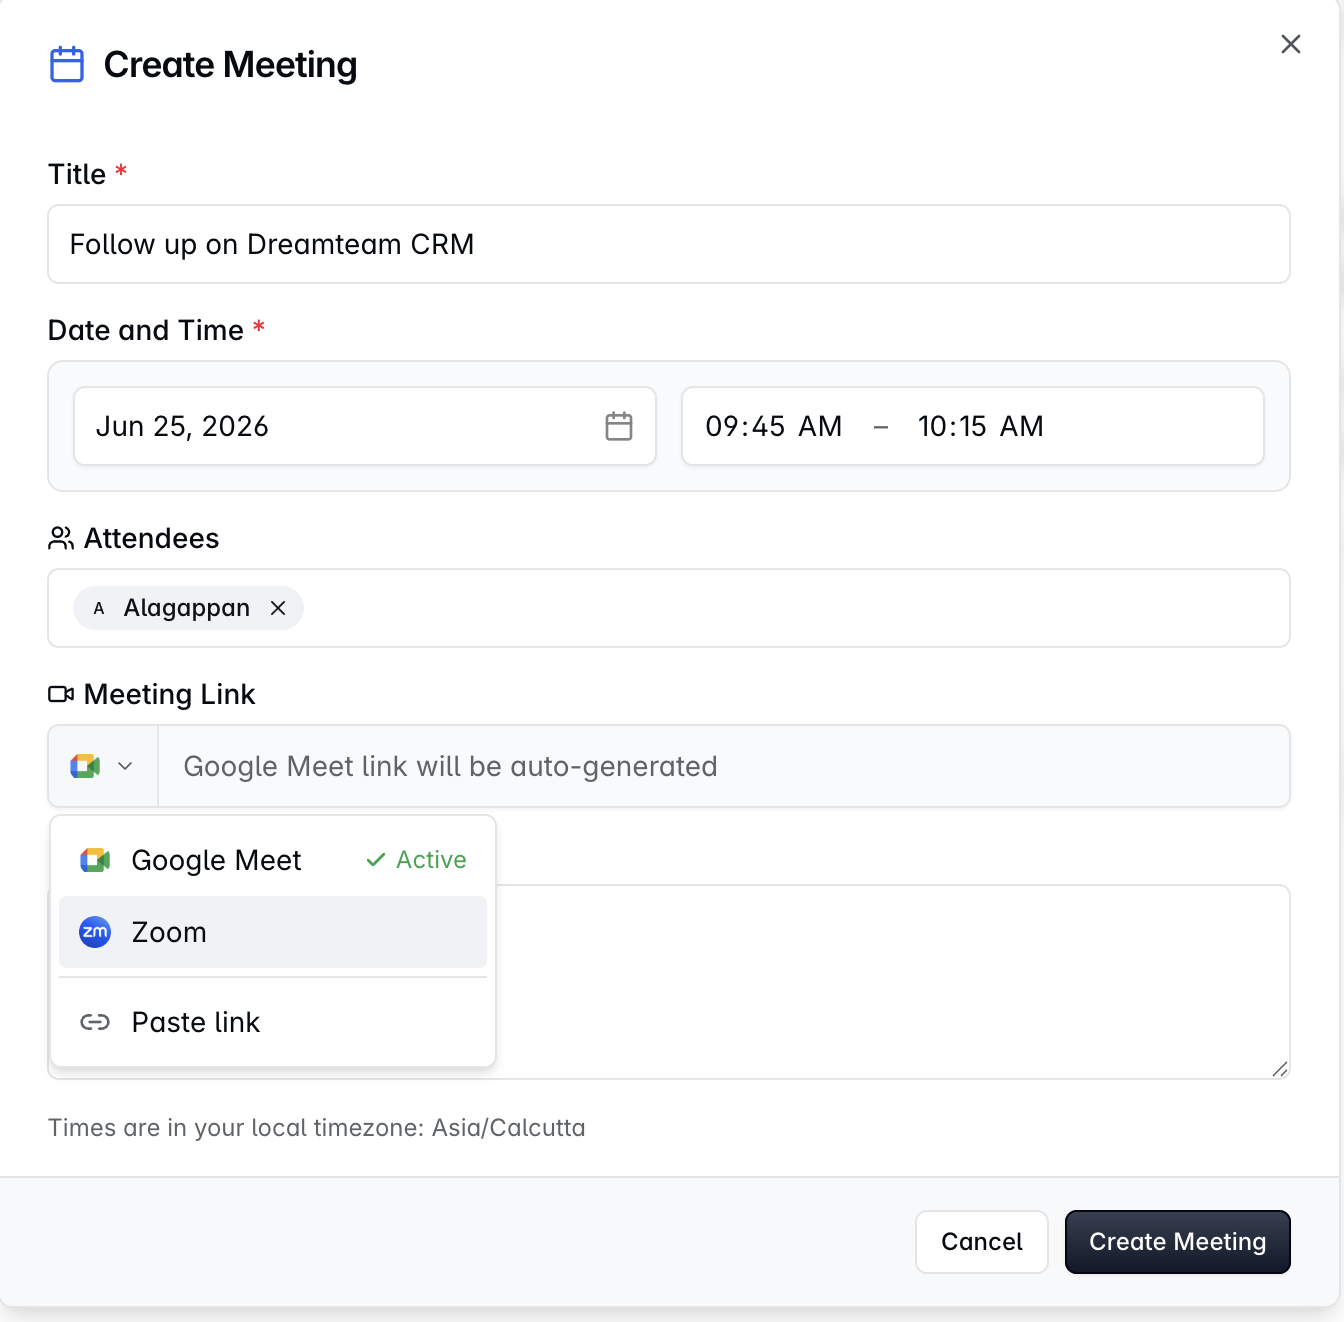 Create Meeting
Title *
Follow up on Dreamteam CRM
Date and Time *
Jun 25, 2026
09:45 AM – 10:15 AM
Attendees
A Alagappan
Meeting Link
Google Meet link will be auto-generated
Google Meet Active
zm Zoom
Paste link
Times are in your local timezone: Asia/Calcutta
Cancel Create Meeting